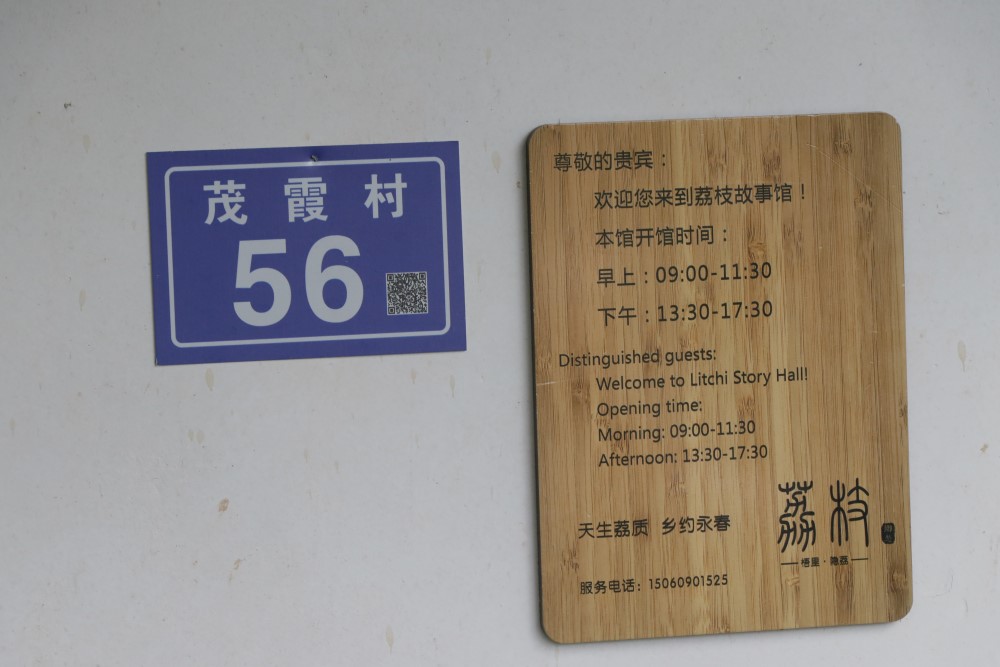 茂霞村
56
尊敬的贵宾：
欢迎您来到荔枝故事馆！
本馆开馆时间：
早上：09:00-11:30
下午：13:30-17:30
Distinguished guests:
Welcome to Litchi Story Hall!
Opening time:
Morning: 09:00-11:30
Afternoon: 13:30-17:30
天生荔质 乡约永春
荔枝
服务电话：15060901525